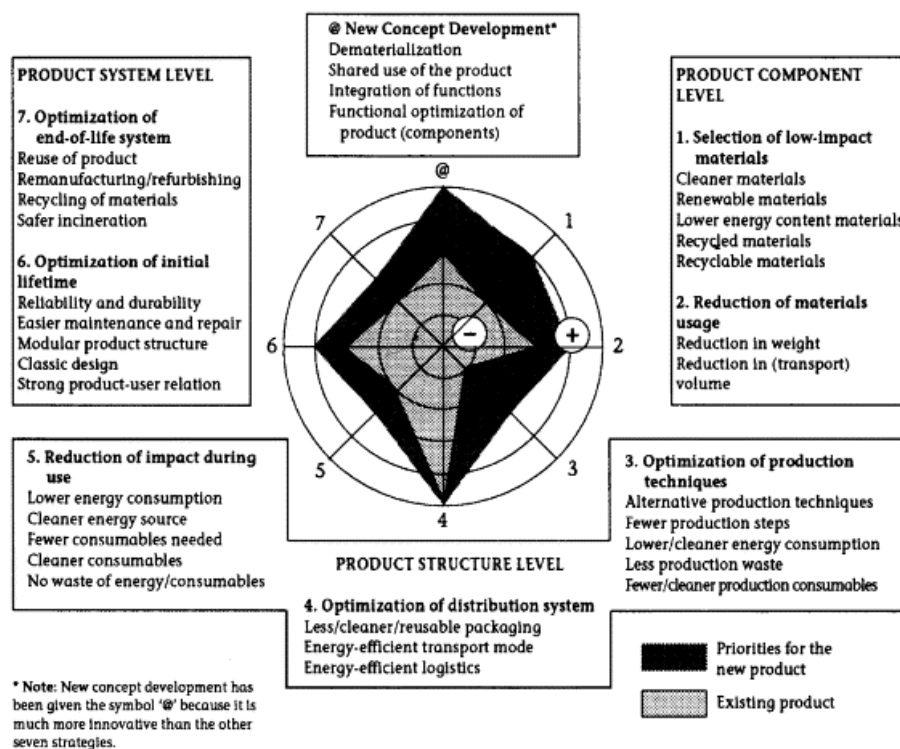 @ New Concept Development*
Dematerialization
Shared use of the product
Integration of functions
Functional optimization of
product (components)
PRODUCT SYSTEM LEVEL
7. Optimization of
end-of-life system
Reuse of product
Remanufacturing/refurbishing
Recycling of materials
Safer incineration
6. Optimization of initial
lifetime
Reliability and durability
Easier maintenance and repair
Modular product structure
Classic design
Strong product-user relation
PRODUCT COMPONENT
LEVEL
1. Selection of low-impact
materials
Cleaner materials
Renewable materials
Lower energy content materials
Recycled materials
Recyclable materials
2. Reduction of materials
usage
Reduction in weight
Reduction in (transport)
volume
@
7
1
6
–
+
2
5
3
4
5. Reduction of impact during
use
Lower energy consumption
Cleaner energy source
Fewer consumables needed
Cleaner consumables
No waste of energy/consumables
3. Optimization of production
techniques
Alternative production techniques
Fewer production steps
Lower/cleaner energy consumption
Less production waste
Fewer/cleaner production consumables
PRODUCT STRUCTURE LEVEL
4. Optimization of distribution system
Less/cleaner/reusable packaging
Energy-efficient transport mode
Energy-efficient logistics
Priorities for the
new product
Existing product
* Note: New concept development has
been given the symbol '@' because it is
much more innovative than the other
seven strategies.